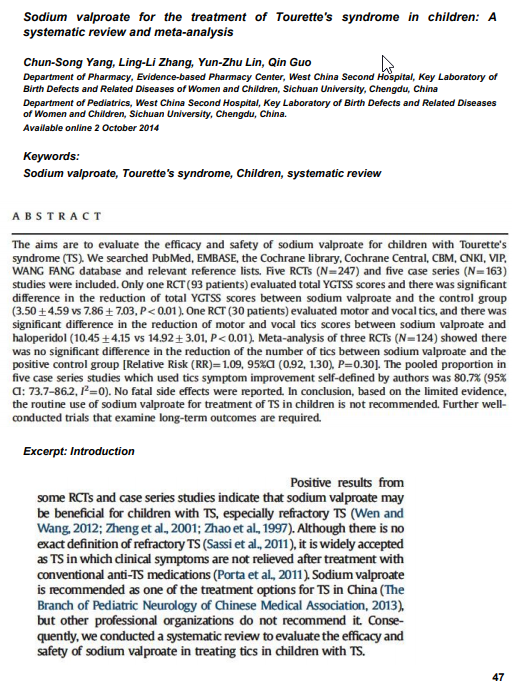 Sodium valproate for the treatment of Tourette's syndrome in children: A
systematic review and meta-analysis
Chun-Song Yang, Ling-Li Zhang, Yun-Zhu Lin, Qin Guo
Department of Pharmacy, Evidence-based Pharmacy Center, West China Second Hospital, Key Laboratory of
Birth Defects and Related Diseases of Women and Children, Sichuan University, Chengdu, China
Department of Pediatrics, West China Second Hospital, Key Laboratory of Birth Defects and Related Diseases
of Women and Children, Sichuan University, Chengdu, China.
Available online 2 October 2014
Keywords:
Sodium valproate, Tourette's syndrome, Children, systematic review
ABSTRACT
The aims are to evaluate the efficacy and safety of sodium valproate for children with Tourette's
syndrome (TS). We searched PubMed, EMBASE, the Cochrane library, Cochrane Central, CBM, CNKI, VIP,
WANG FANG database and relevant reference lists. Five RCTs (N=247) and five case series (N=163)
studies were included. Only one RCT (93 patients) evaluated total YGTSS scores and there was significant
difference in the reduction of total YGTSS scores between sodium valproate and the control group
(3.50 ± 4.59 vs 7.86 ± 7.03, P < 0.01). One RCT (30 patients) evaluated motor and vocal tics, and there was
significant difference in the reduction of motor and vocal tics scores between sodium valproate and
haloperidol (10.45 ± 4.15 vs 14.92 ± 3.01, P < 0.01). Meta-analysis of three RCTs (N=124) showed there
was no significant difference in the reduction of the number of tics between sodium valproate and the
positive control group [Relative Risk (RR)=1.09, 95%CI (0.92, 1.30), P=0.30]. The pooled proportion in
five case series studies which used tics symptom improvement self-defined by authors was 80.7% (95%
CI: 73.7–86.2, I²=0). No fatal side effects were reported. In conclusion, based on the limited evidence,
the routine use of sodium valproate for treatment of TS in children is not recommended. Further well-
conducted trials that examine long-term outcomes are required.
Excerpt: Introduction
Positive results from
some RCTs and case series studies indicate that sodium valproate may
be beneficial for children with TS, especially refractory TS (Wen and
Wang, 2012; Zheng et al., 2001; Zhao et al., 1997). Although there is no
exact definition of refractory TS (Sassi et al., 2011), it is widely accepted
as TS in which clinical symptoms are not relieved after treatment with
conventional anti-TS medications (Porta et al., 2011). Sodium valproate
is recommended as one of the treatment options for TS in China (The
Branch of Pediatric Neurology of Chinese Medical Association, 2013),
but other professional organizations do not recommend it. Conse-
quently, we conducted a systematic review to evaluate the efficacy and
safety of sodium valproate in treating tics in children with TS.
47